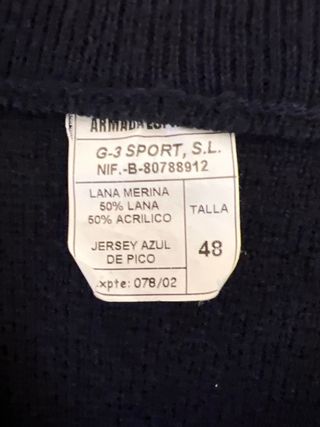 ARMADA
G-3 SPORT, S.L.
NIF.-B-80788912
LANA MERINA
50% LANA
50% ACRILICO
TALLA
JERSEY AZUL
DE PICO
48
xpte: 078/02